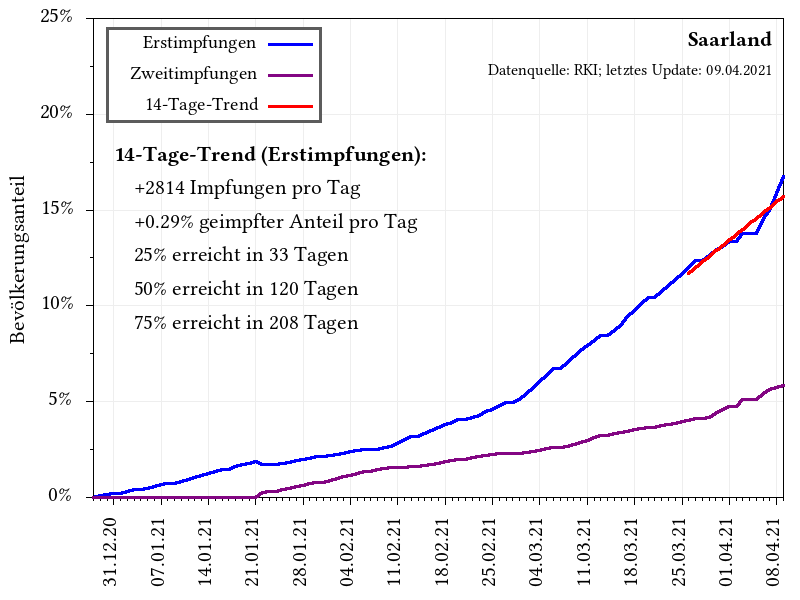 25%
20%
15%
10%
5%
0%
Bevölkerungsanteil
Erstimpfungen
Zweitimpfungen
14-Tage-Trend
Saarland
Datenquelle: RKI; letztes Update: 09.04.2021
14-Tage-Trend (Erstimpfungen):
+2814 Impfungen pro Tag
+0.29% geimpfter Anteil pro Tag
25% erreicht in 33 Tagen
50% erreicht in 120 Tagen
75% erreicht in 208 Tagen
31.12.20
07.01.21
14.01.21
21.01.21
28.01.21
04.02.21
11.02.21
18.02.21
25.02.21
04.03.21
11.03.21
18.03.21
25.03.21
01.04.21
08.04.21